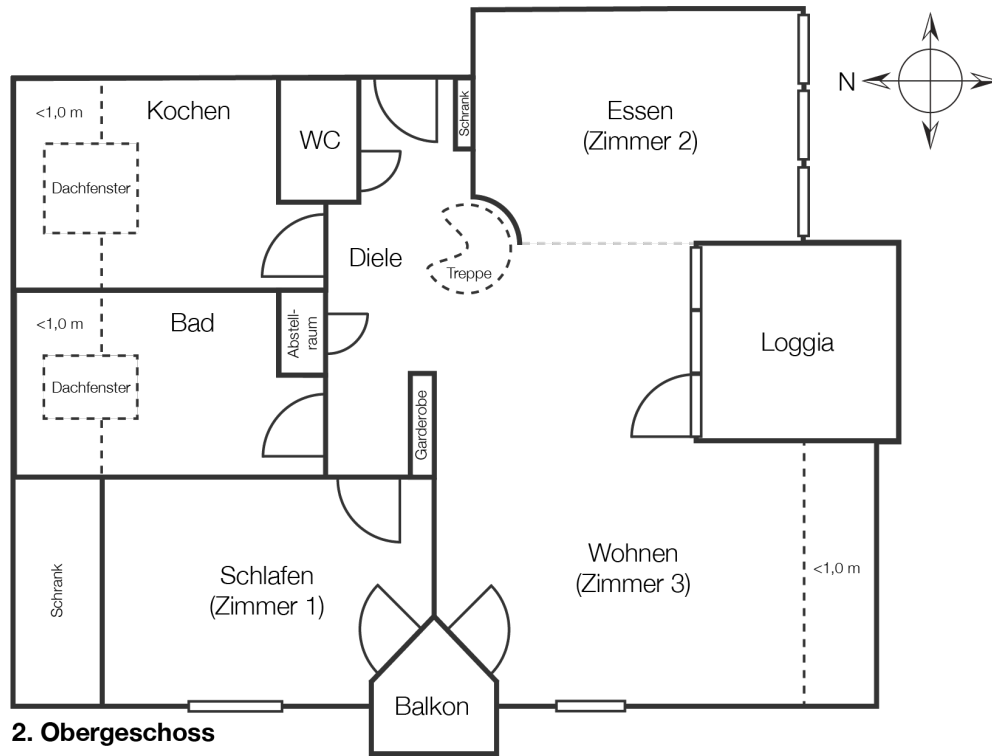 <1,0 m
Kochen
Dachfenster
WC
Schrank
Essen
(Zimmer 2)
N
Diele
Treppe
<1,0 m
Bad
Dachfenster
Abstell-
raum
Loggia
Garderobe
Schrank
Schlafen
(Zimmer 1)
Wohnen
(Zimmer 3)
<1,0 m
Balkon
2. Obergeschoss